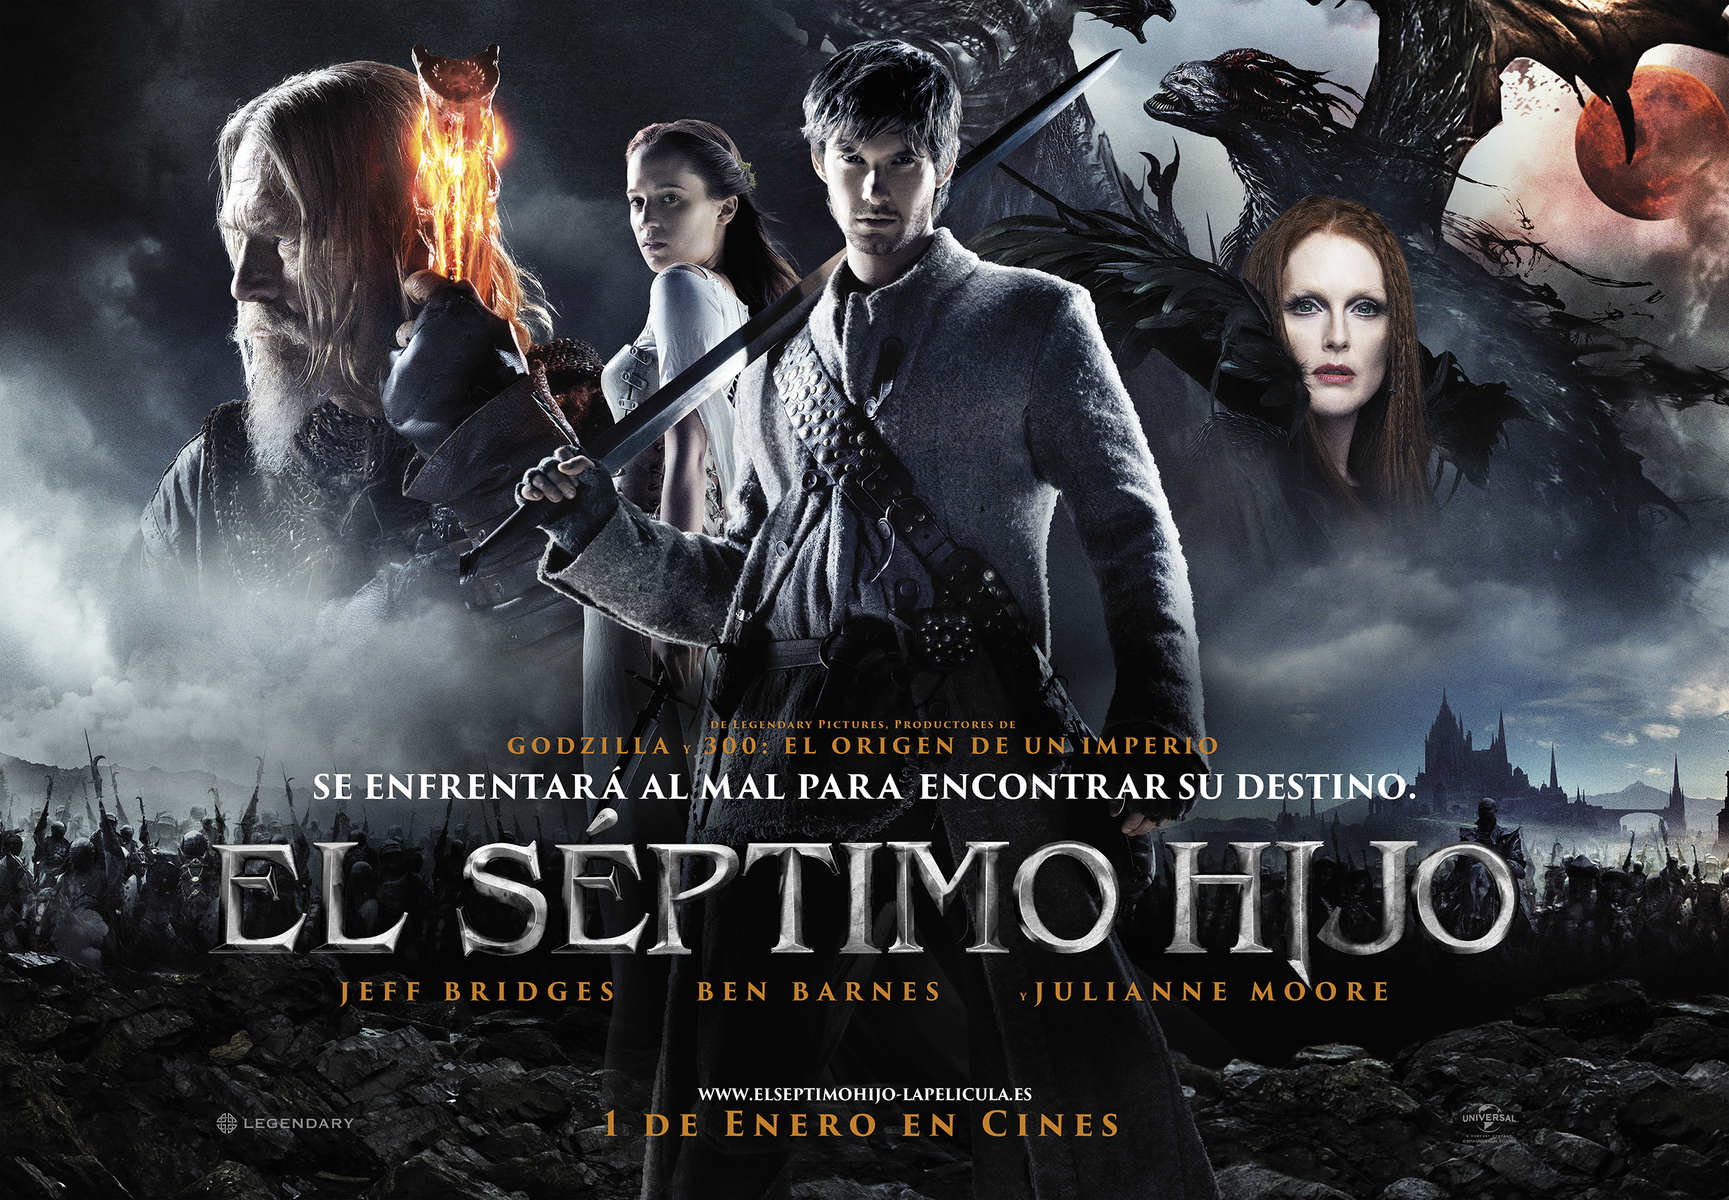 DE LEGENDARY PICTURES, PRODUCTORES DE
GODZILLA Y 300: EL ORIGEN DE UN IMPERIO
SE ENFRENTARÁ AL MAL PARA ENCONTRAR SU DESTINO.
EL SÉPTIMO HIJO
JEFF BRIDGES BEN BARNES Y JULIANNE MOORE
WWW.ELSEPTIMOHIJO-LAPELICULA.ES
1 DE ENERO EN CINES
LEGENDARY
UNIVERSAL